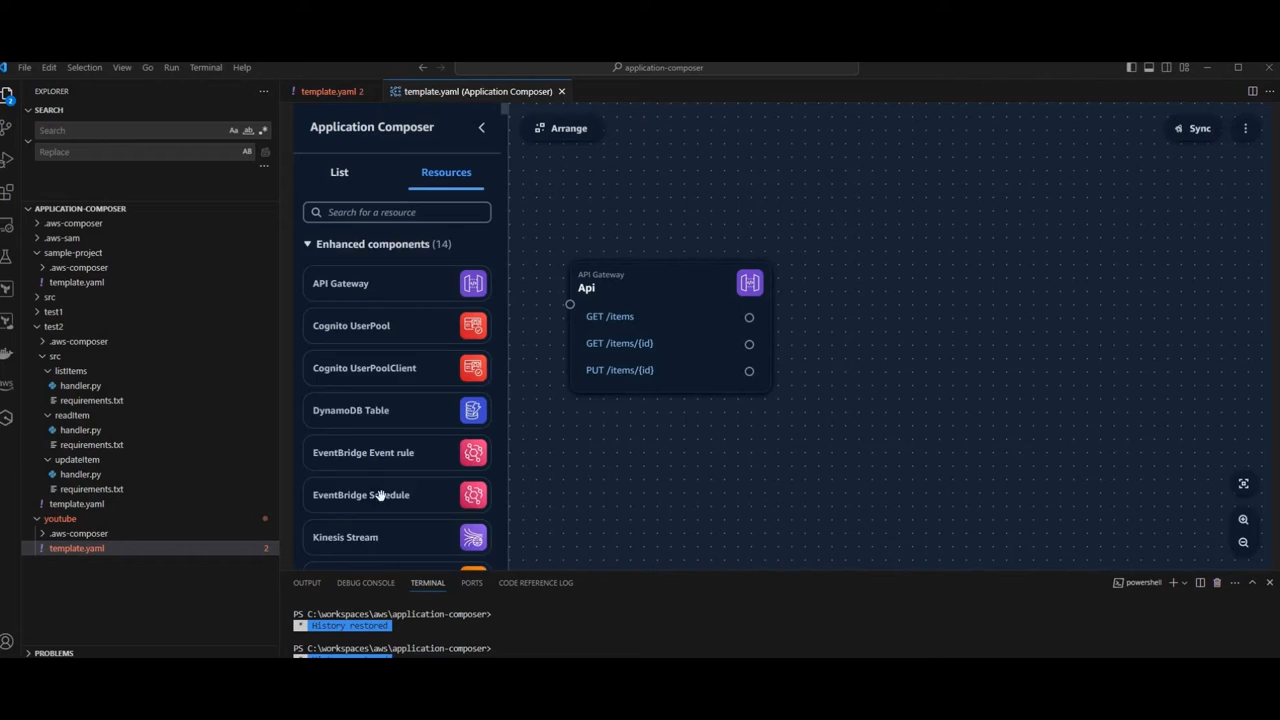 File Edit Selection View Go Run Terminal Help
application-composer
EXPLORER
SEARCH
Search
Aa ab .*
Replace
AB
APPLICATION-COMPOSER
.aws-composer
.aws-sam
sample-project
.aws-composer
! template.yaml
src
test1
test2
.aws-composer
src
listItems
handler.py
requirements.txt
readItem
handler.py
requirements.txt
updateItem
handler.py
requirements.txt
! template.yaml
youtube
.aws-composer
! template.yaml 2
PROBLEMS
2
aws
! template.yaml 2
template.yaml (Application Composer)
Application Composer
List Resources
Search for a resource
Enhanced components (14)
API Gateway
Cognito UserPool
Cognito UserPoolClient
DynamoDB Table
EventBridge Event rule
EventBridge Schedule
Kinesis Stream
Arrange
Sync
API Gateway
Api
GET /items
GET /items/{id}
PUT /items/{id}
OUTPUT DEBUG CONSOLE TERMINAL PORTS CODE REFERENCE LOG
powershell
PS C:\workspaces\aws\application-composer>
* History restored
PS C:\workspaces\aws\application-composer>